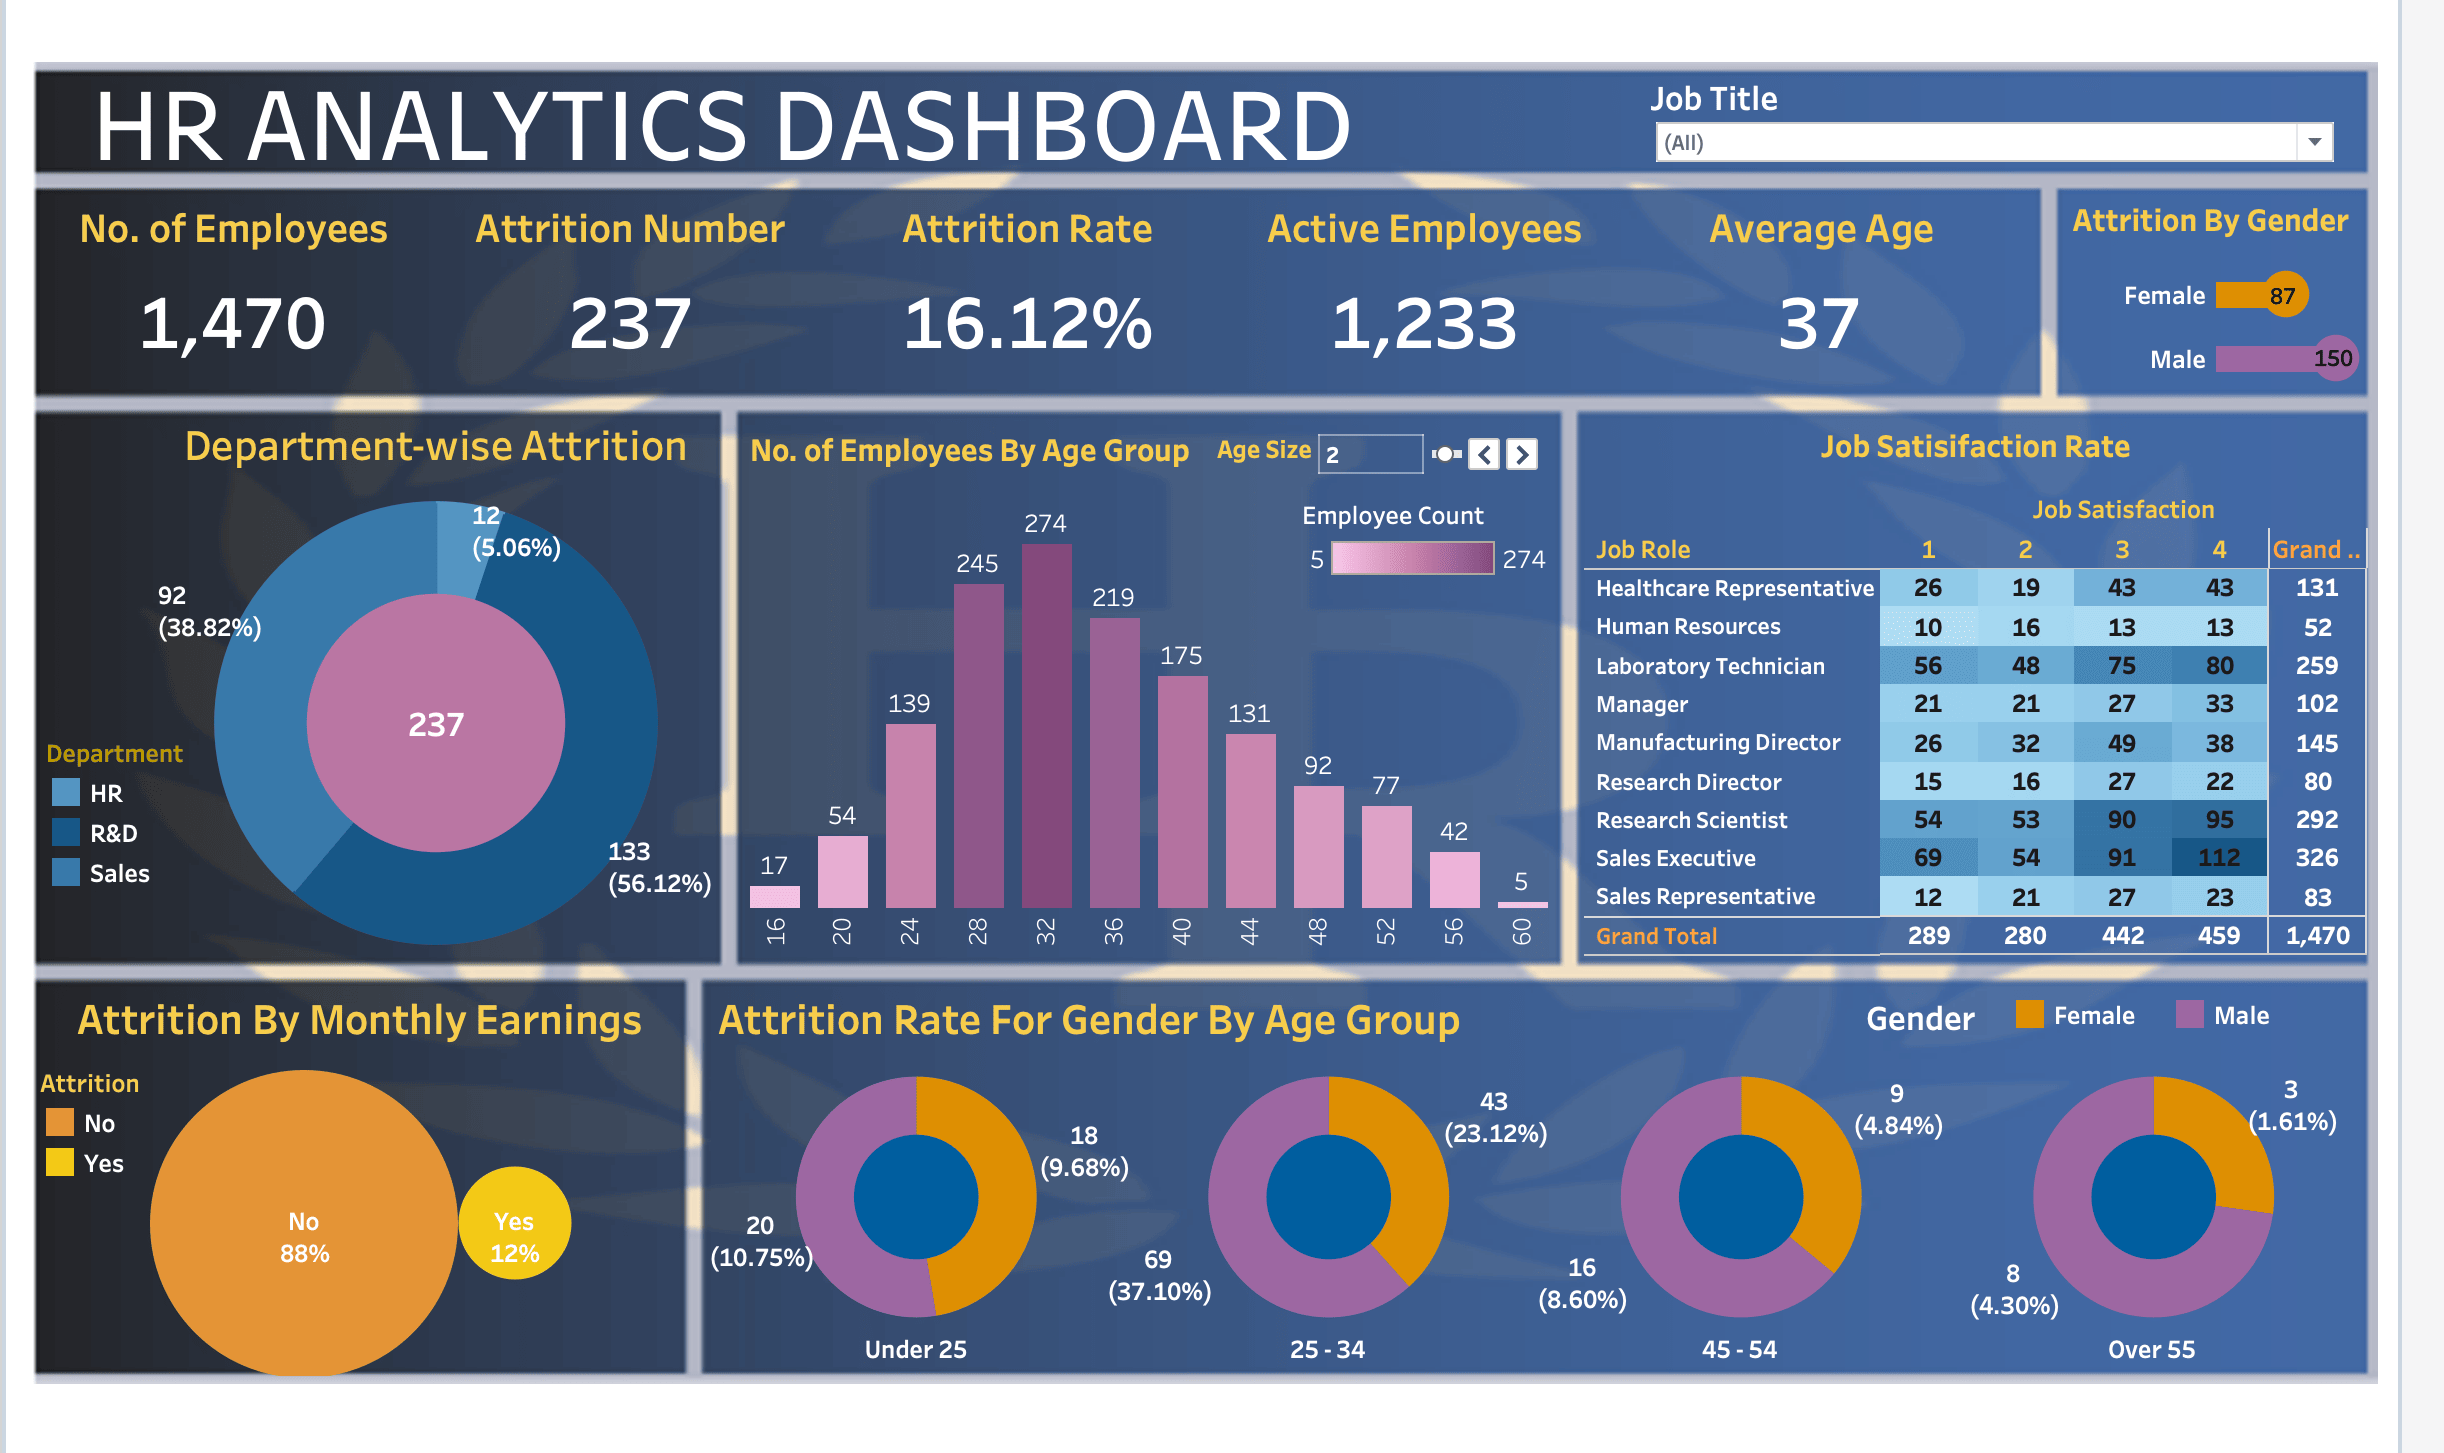 HR ANALYTICS DASHBOARD
Job Title
(All)
No. of Employees
1,470
Attrition Number
237
Attrition Rate
16.12%
Active Employees
1,233
Average Age
37
Attrition By Gender
Female 87
Male 150
Department-wise Attrition
12
(5.06%)
92
(38.82%)
237
133
(56.12%)
Department
HR
R&D
Sales
No. of Employees By Age Group
Age Size 2
Employee Count
5 274
17 54 139 245 274 219 175 131 92 77 42 5
16 20 24 28 32 36 40 44 48 52 56 60
Job Satisifaction Rate
Job Satisfaction
Job Role 1 2 3 4 Grand ..
Healthcare Representative 26 19 43 43 131
Human Resources 10 16 13 13 52
Laboratory Technician 56 48 75 80 259
Manager 21 21 27 33 102
Manufacturing Director 26 32 49 38 145
Research Director 15 16 27 22 80
Research Scientist 54 53 90 95 292
Sales Executive 69 54 91 112 326
Sales Representative 12 21 27 23 83
Grand Total 289 280 442 459 1,470
Attrition By Monthly Earnings
Attrition
No
Yes
No
88%
Yes
12%
Attrition Rate For Gender By Age Group
Gender Female Male
18
(9.68%)
20
(10.75%)
Under 25
43
(23.12%)
69
(37.10%)
25 - 34
9
(4.84%)
16
(8.60%)
45 - 54
3
(1.61%)
8
(4.30%)
Over 55